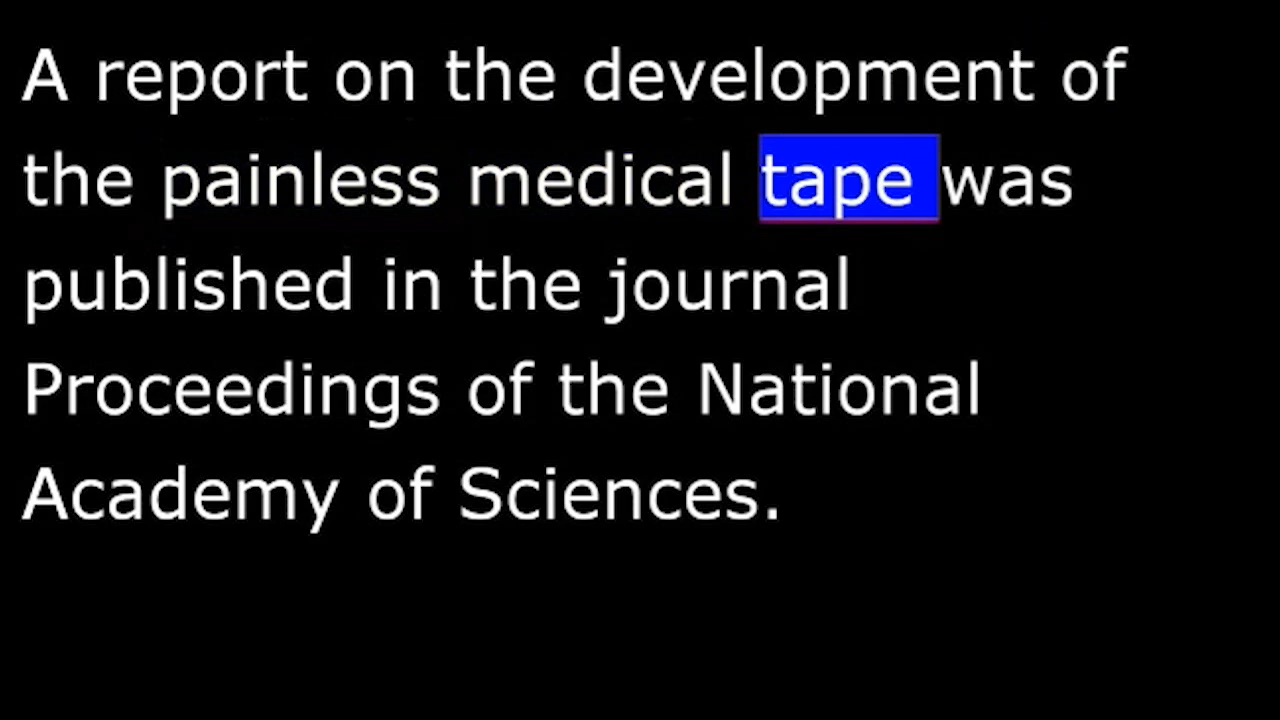 A report on the development of
the painless medical tape was
published in the journal
Proceedings of the National
Academy of Sciences.